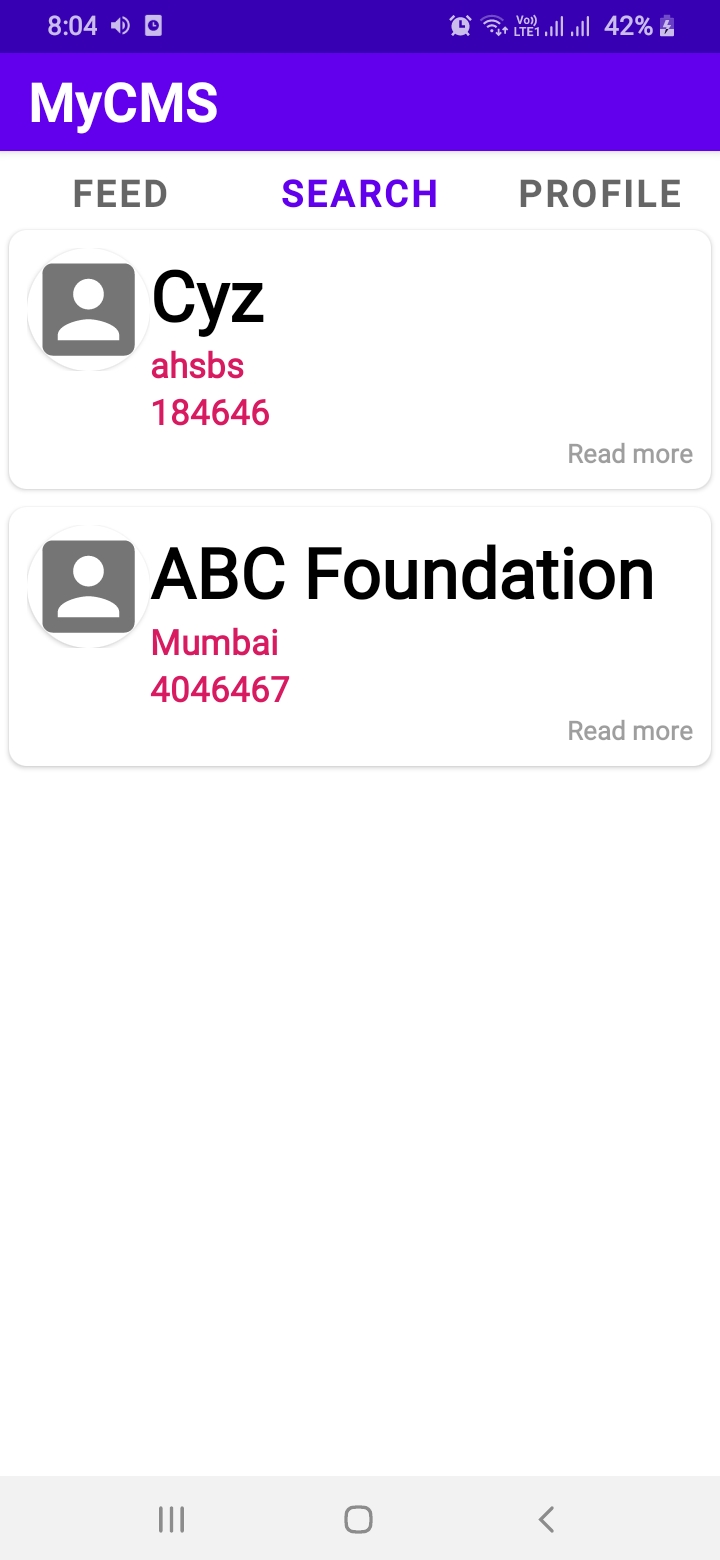 8:04 Vo)) LTE1 42%
MyCMS
FEED SEARCH PROFILE
Cyz
ahsbs
184646
Read more
ABC Foundation
Mumbai
4046467
Read more